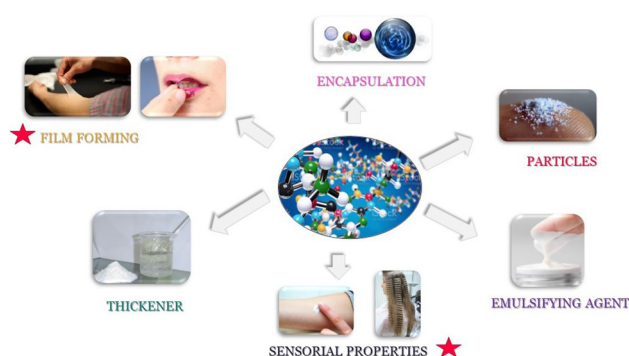 ENCAPSULATION
FILM FORMING
PARTICLES
THICKENER
EMULSIFYING AGENT
SENSORIAL PROPERTIES